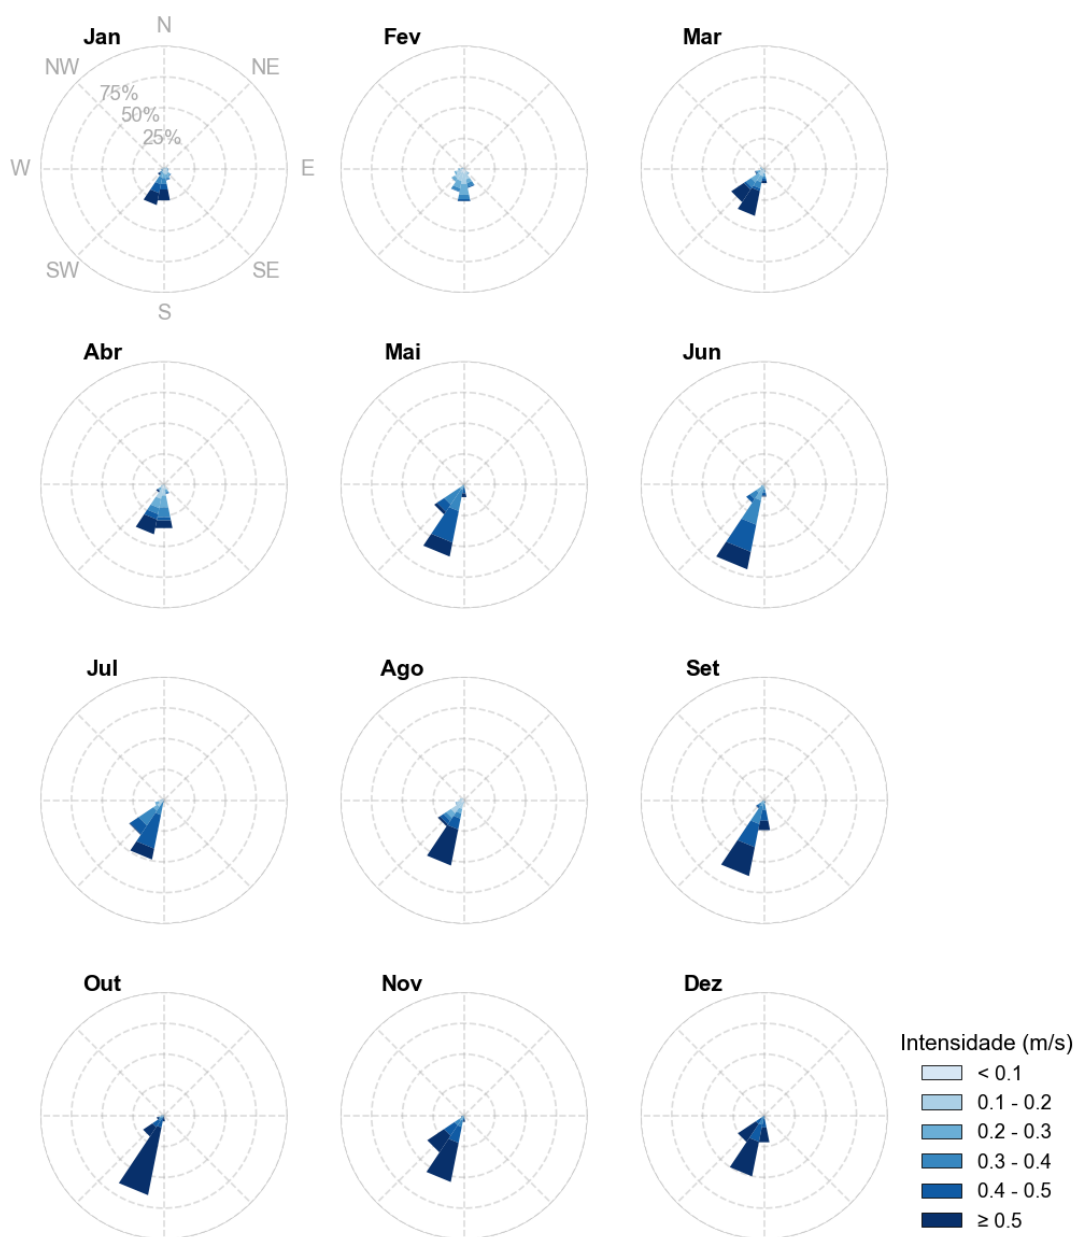 N
Jan
Fev
Mar
NW
NE
75%
50%
25%
W
E
SW
SE
S
Abr
Mai
Jun
Jul
Ago
Set
Out
Nov
Dez
Intensidade (m/s)
< 0.1
0.1 - 0.2
0.2 - 0.3
0.3 - 0.4
0.4 - 0.5
≥ 0.5